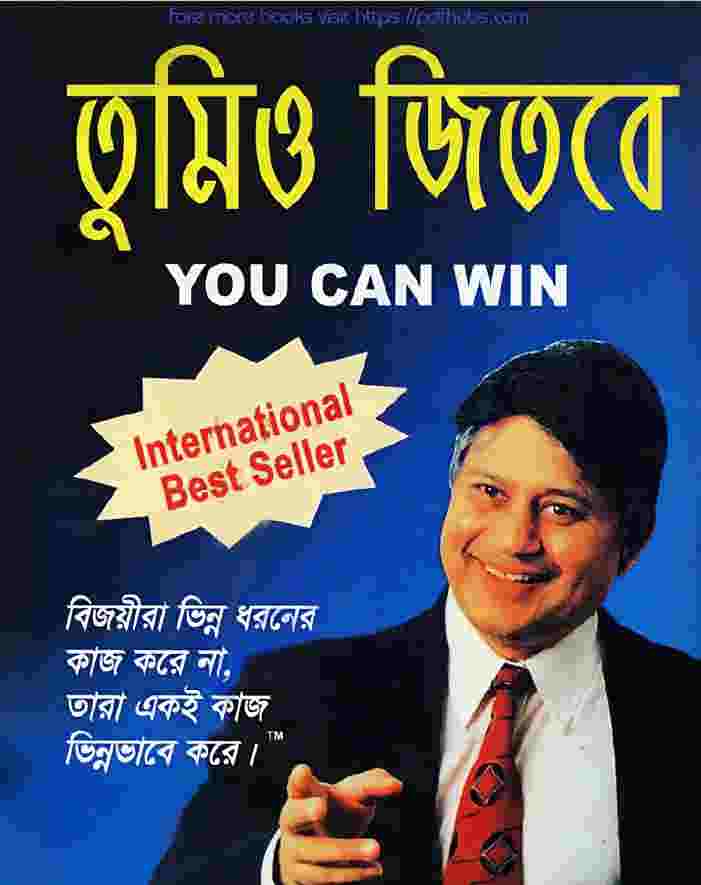 Fore more books visit https://pdfhubs.com
তুমিও জিতবে
YOU CAN WIN
International
Best Seller
বিজয়ীরা ভিন্ন ধরনের
কাজ করে না,
তারা একই কাজ
ভিন্নভাবে করে। ™